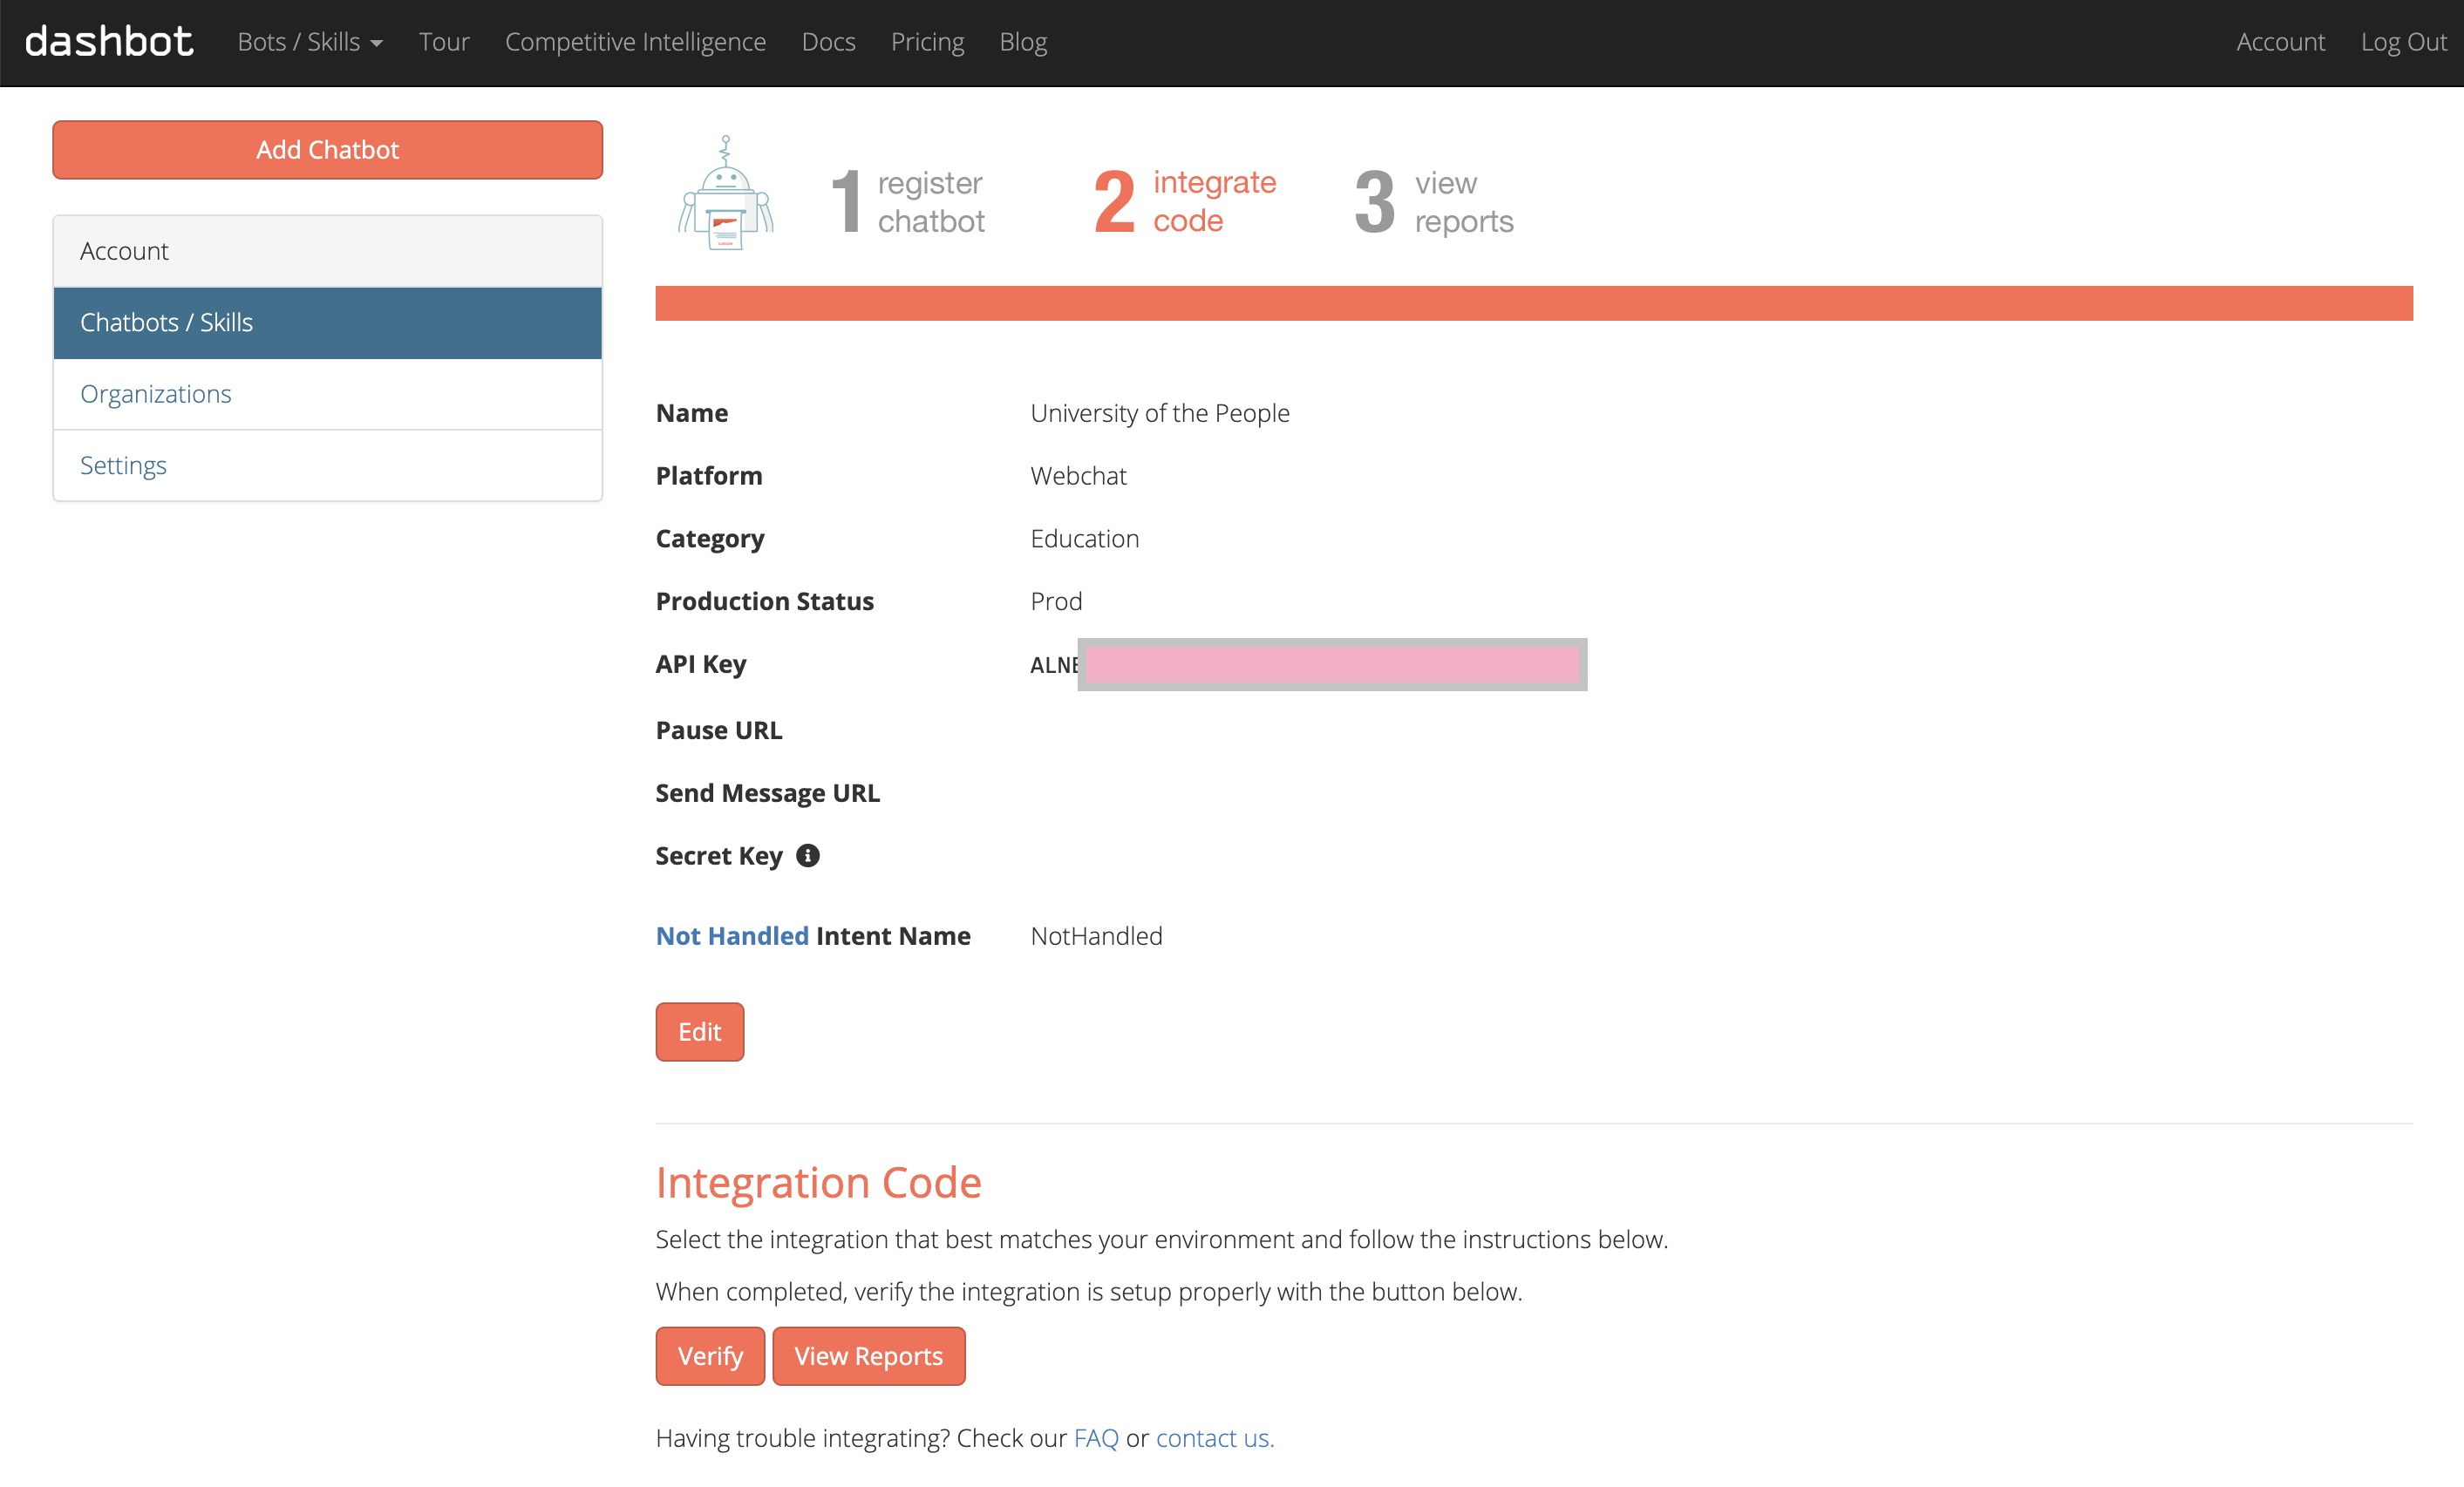 dashbot Bots / Skills Tour Competitive Intelligence Docs Pricing Blog Account Log Out
Add Chatbot
Account
Chatbots / Skills
Organizations
Settings
1 register chatbot
2 integrate code
3 view reports
Name University of the People
Platform Webchat
Category Education
Production Status Prod
API Key ALNE
Pause URL
Send Message URL
Secret Key
Not Handled Intent Name NotHandled
Edit
Integration Code
Select the integration that best matches your environment and follow the instructions below.
When completed, verify the integration is setup properly with the button below.
Verify View Reports
Having trouble integrating? Check our FAQ or contact us.